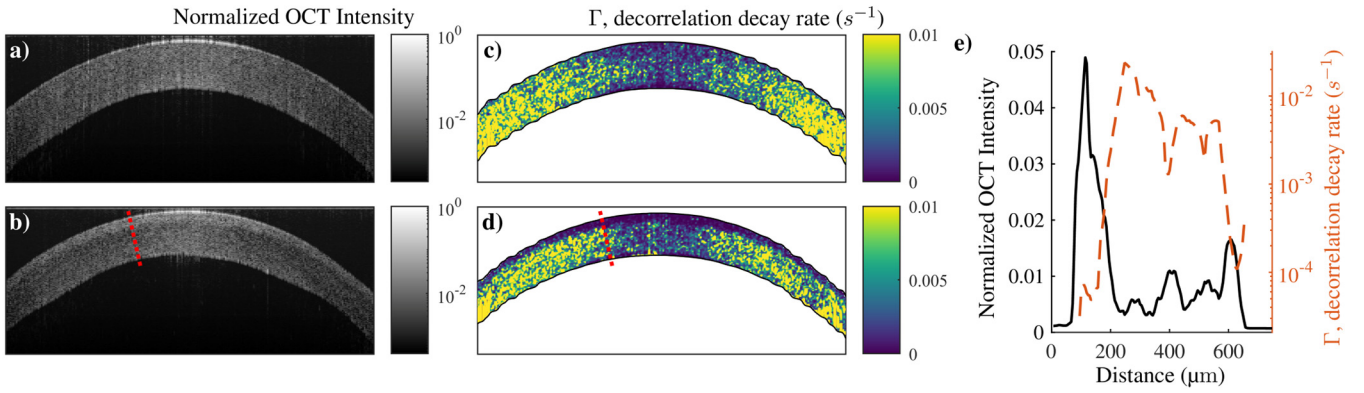 Normalized OCT Intensity
Γ, decorrelation decay rate (s⁻¹)
a)
10⁰
10⁻²
c)
0.01
0.005
0
b)
10⁰
10⁻²
d)
0.01
0.005
0
e)
0.05
0.04
0.03
0.02
0.01
0
Normalized OCT Intensity
10⁻²
10⁻³
10⁻⁴
Γ, decorrelation decay rate (s⁻¹)
0 200 400 600
Distance (μm)